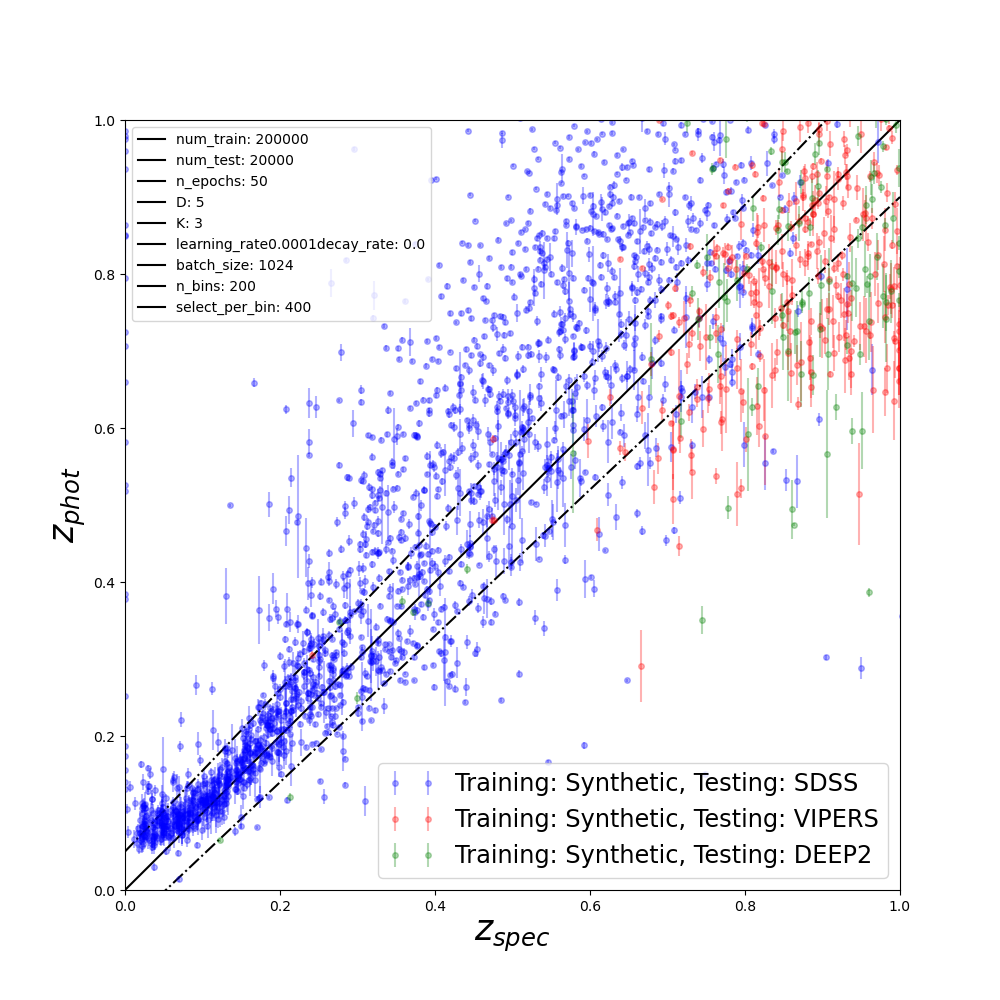 1.0
0.8
0.6
0.4
0.2
0.0
z_phot
num_train: 200000
num_test: 20000
n_epochs: 50
D: 5
K: 3
learning_rate0.0001decay_rate: 0.0
batch_size: 1024
n_bins: 200
select_per_bin: 400
Training: Synthetic, Testing: SDSS
Training: Synthetic, Testing: VIPERS
Training: Synthetic, Testing: DEEP2
0.0 0.2 0.4 0.6 0.8 1.0
z_spec